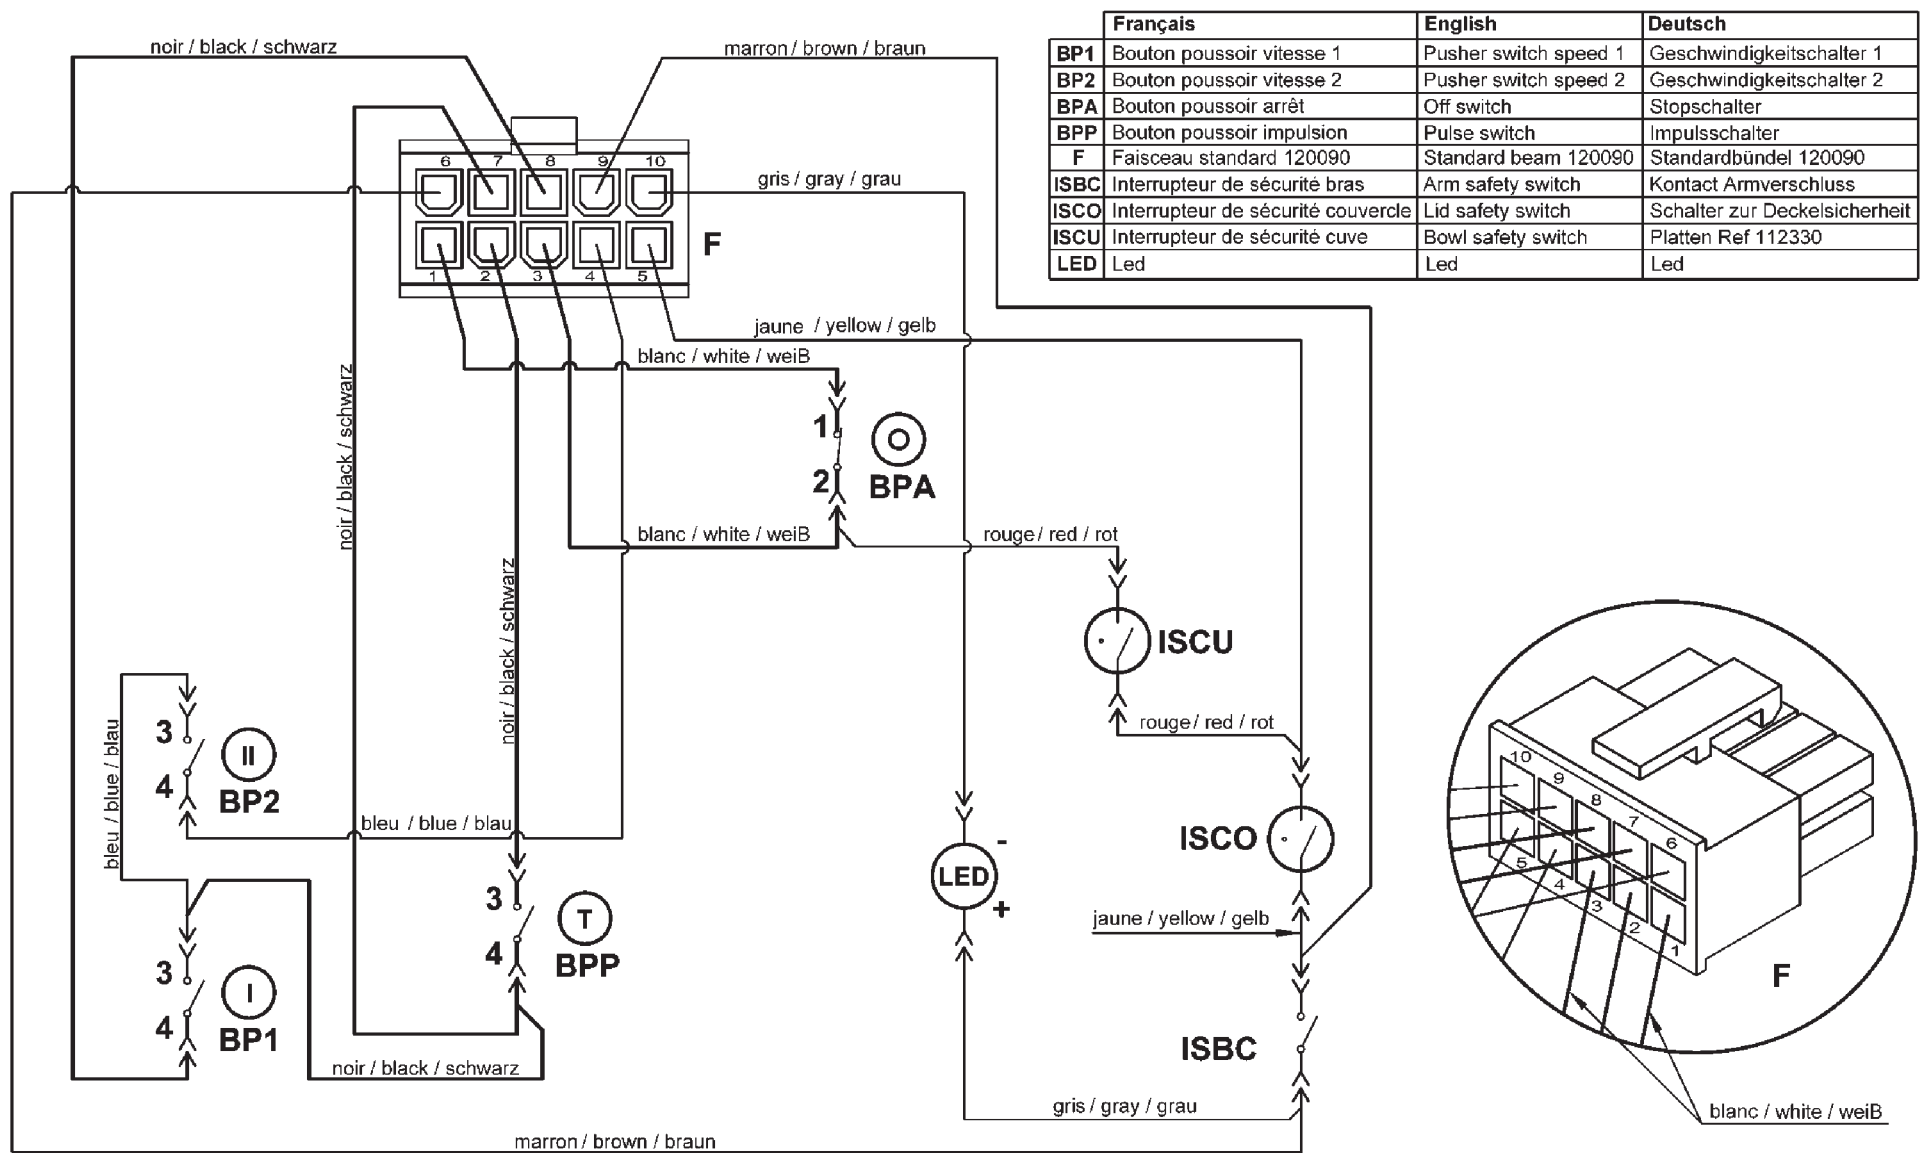 Français English Deutsch
BP1 Bouton poussoir vitesse 1 Pusher switch speed 1 Geschwindigkeitschalter 1
BP2 Bouton poussoir vitesse 2 Pusher switch speed 2 Geschwindigkeitschalter 2
BPA Bouton poussoir arrêt Off switch Stopschalter
BPP Bouton poussoir impulsion Pulse switch Impulsschalter
F Faisceau standard 120090 Standard beam 120090 Standardbündel 120090
ISBC Interrupteur de sécurité bras Arm safety switch Kontact Armverschluss
ISCO Interrupteur de sécurité couvercle Lid safety switch Schalter zur Deckelsicherheit
ISCU Interrupteur de sécurité cuve Bowl safety switch Platten Ref 112330
LED Led Led Led
noir / black / schwarz
marron / brown / braun
6 7 8 9 10
gris / gray / grau
F
1 2 3 4 5
jaune / yellow / gelb
blanc / white / weiB
noir / black / schwarz
1
O
2
BPA
blanc / white / weiB
rouge / red / rot
noir / black / schwarz
ISCU
rouge / red / rot
bleu / blue / blau
3
II
4
BP2
bleu / blue / blau
ISCO
-
LED
+
3
T
4
BPP
jaune / yellow / gelb
3
I
4
BP1
ISBC
noir / black / schwarz
gris / gray / grau
marron / brown / braun
10 9 8 7 6
5 4 3 2 1
F
blanc / white / weiB